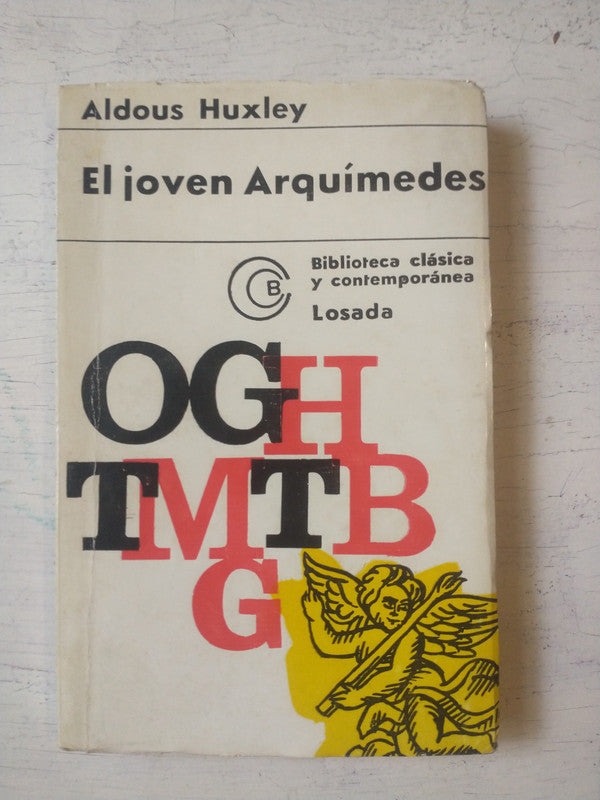 Aldous Huxley
El joven Arquímedes
B
Biblioteca clásica
y contemporánea
Losada
OGH
TMTB
G